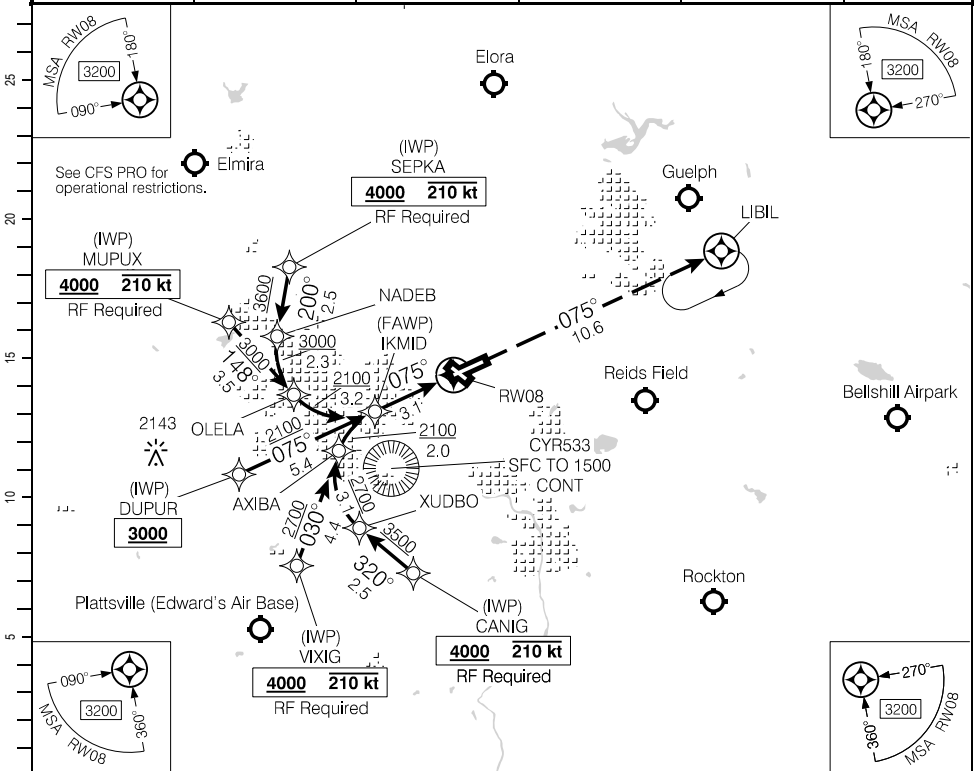 MSA RW08
180°
3200
090°
25
Elora
MSA RW08
180°
3200
270°
See CFS PRO for
operational restrictions.
Elmira
(IWP)
SEPKA
4000 210 kt
RF Required
Guelph
20
LIBIL
(IWP)
MUPUX
4000 210 kt
RF Required
3600
200°
2.5
NADEB
(FAWP)
IKMID
075°
10.6
15
3000
148°
3.5
3000
2.3
2100
3.2
075°
3.1
RW08
Reids Field
Bellshill Airpark
2143
OLELA
2100
075°
5.4
2100
2.0
CYR533
SFC TO 1500
CONT
(IWP)
DUPUR
3000
AXIBA
10
XUDBO
2700
030°
4.4
2700
3.1
3500
320°
2.5
Rockton
Plattsville (Edward's Air Base)
(IWP)
VIXIG
4000 210 kt
RF Required
(IWP)
CANIG
4000 210 kt
RF Required
5
090°
3200
360°
MSA RW08
270°
3200
360°
MSA RW08